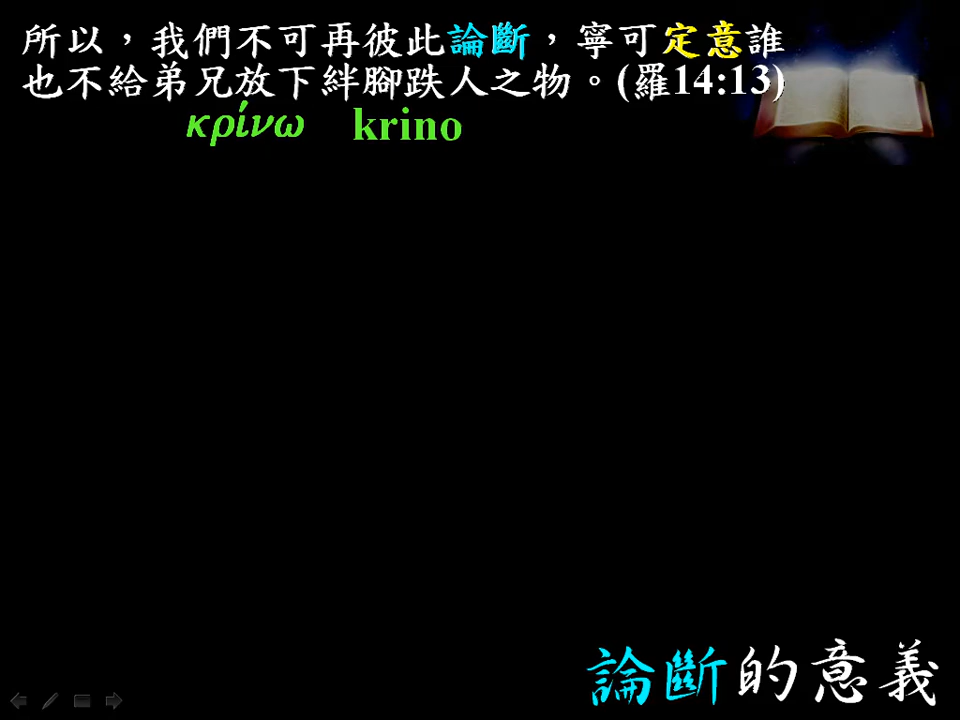 所以，我們不可再彼此論斷，寧可定意誰
也不給弟兄放下絆腳跌人之物。(羅14:13)
κρίνω krino
論斷的意義